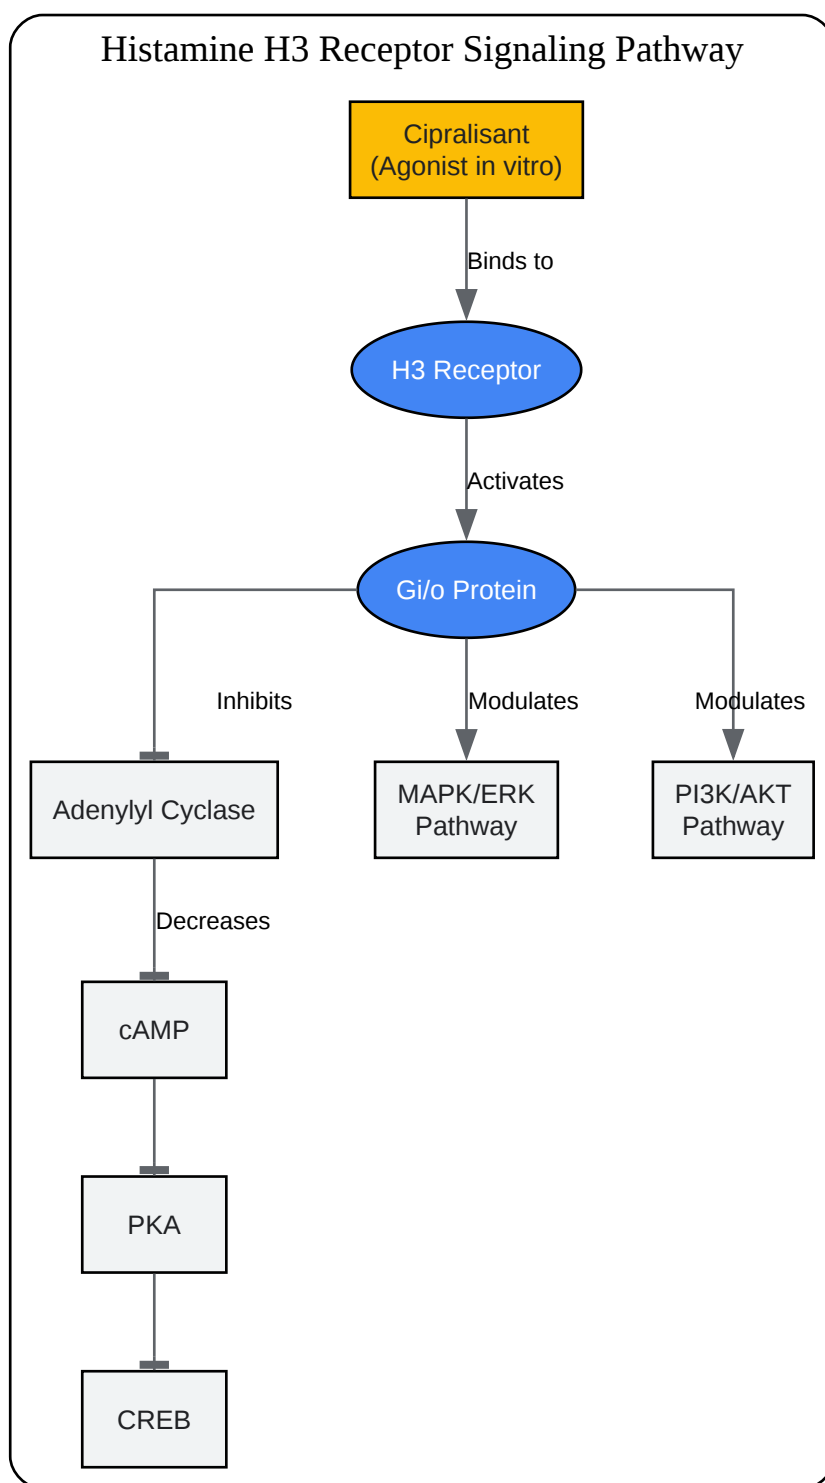 Histamine H3 Receptor Signaling Pathway
Cipralisant
(Agonist in vitro)
Binds to
H3 Receptor
Activates
Gi/o Protein
Inhibits
Modulates
Modulates
Adenylyl Cyclase
MAPK/ERK
Pathway
PI3K/AKT
Pathway
Decreases
cAMP
PKA
CREB